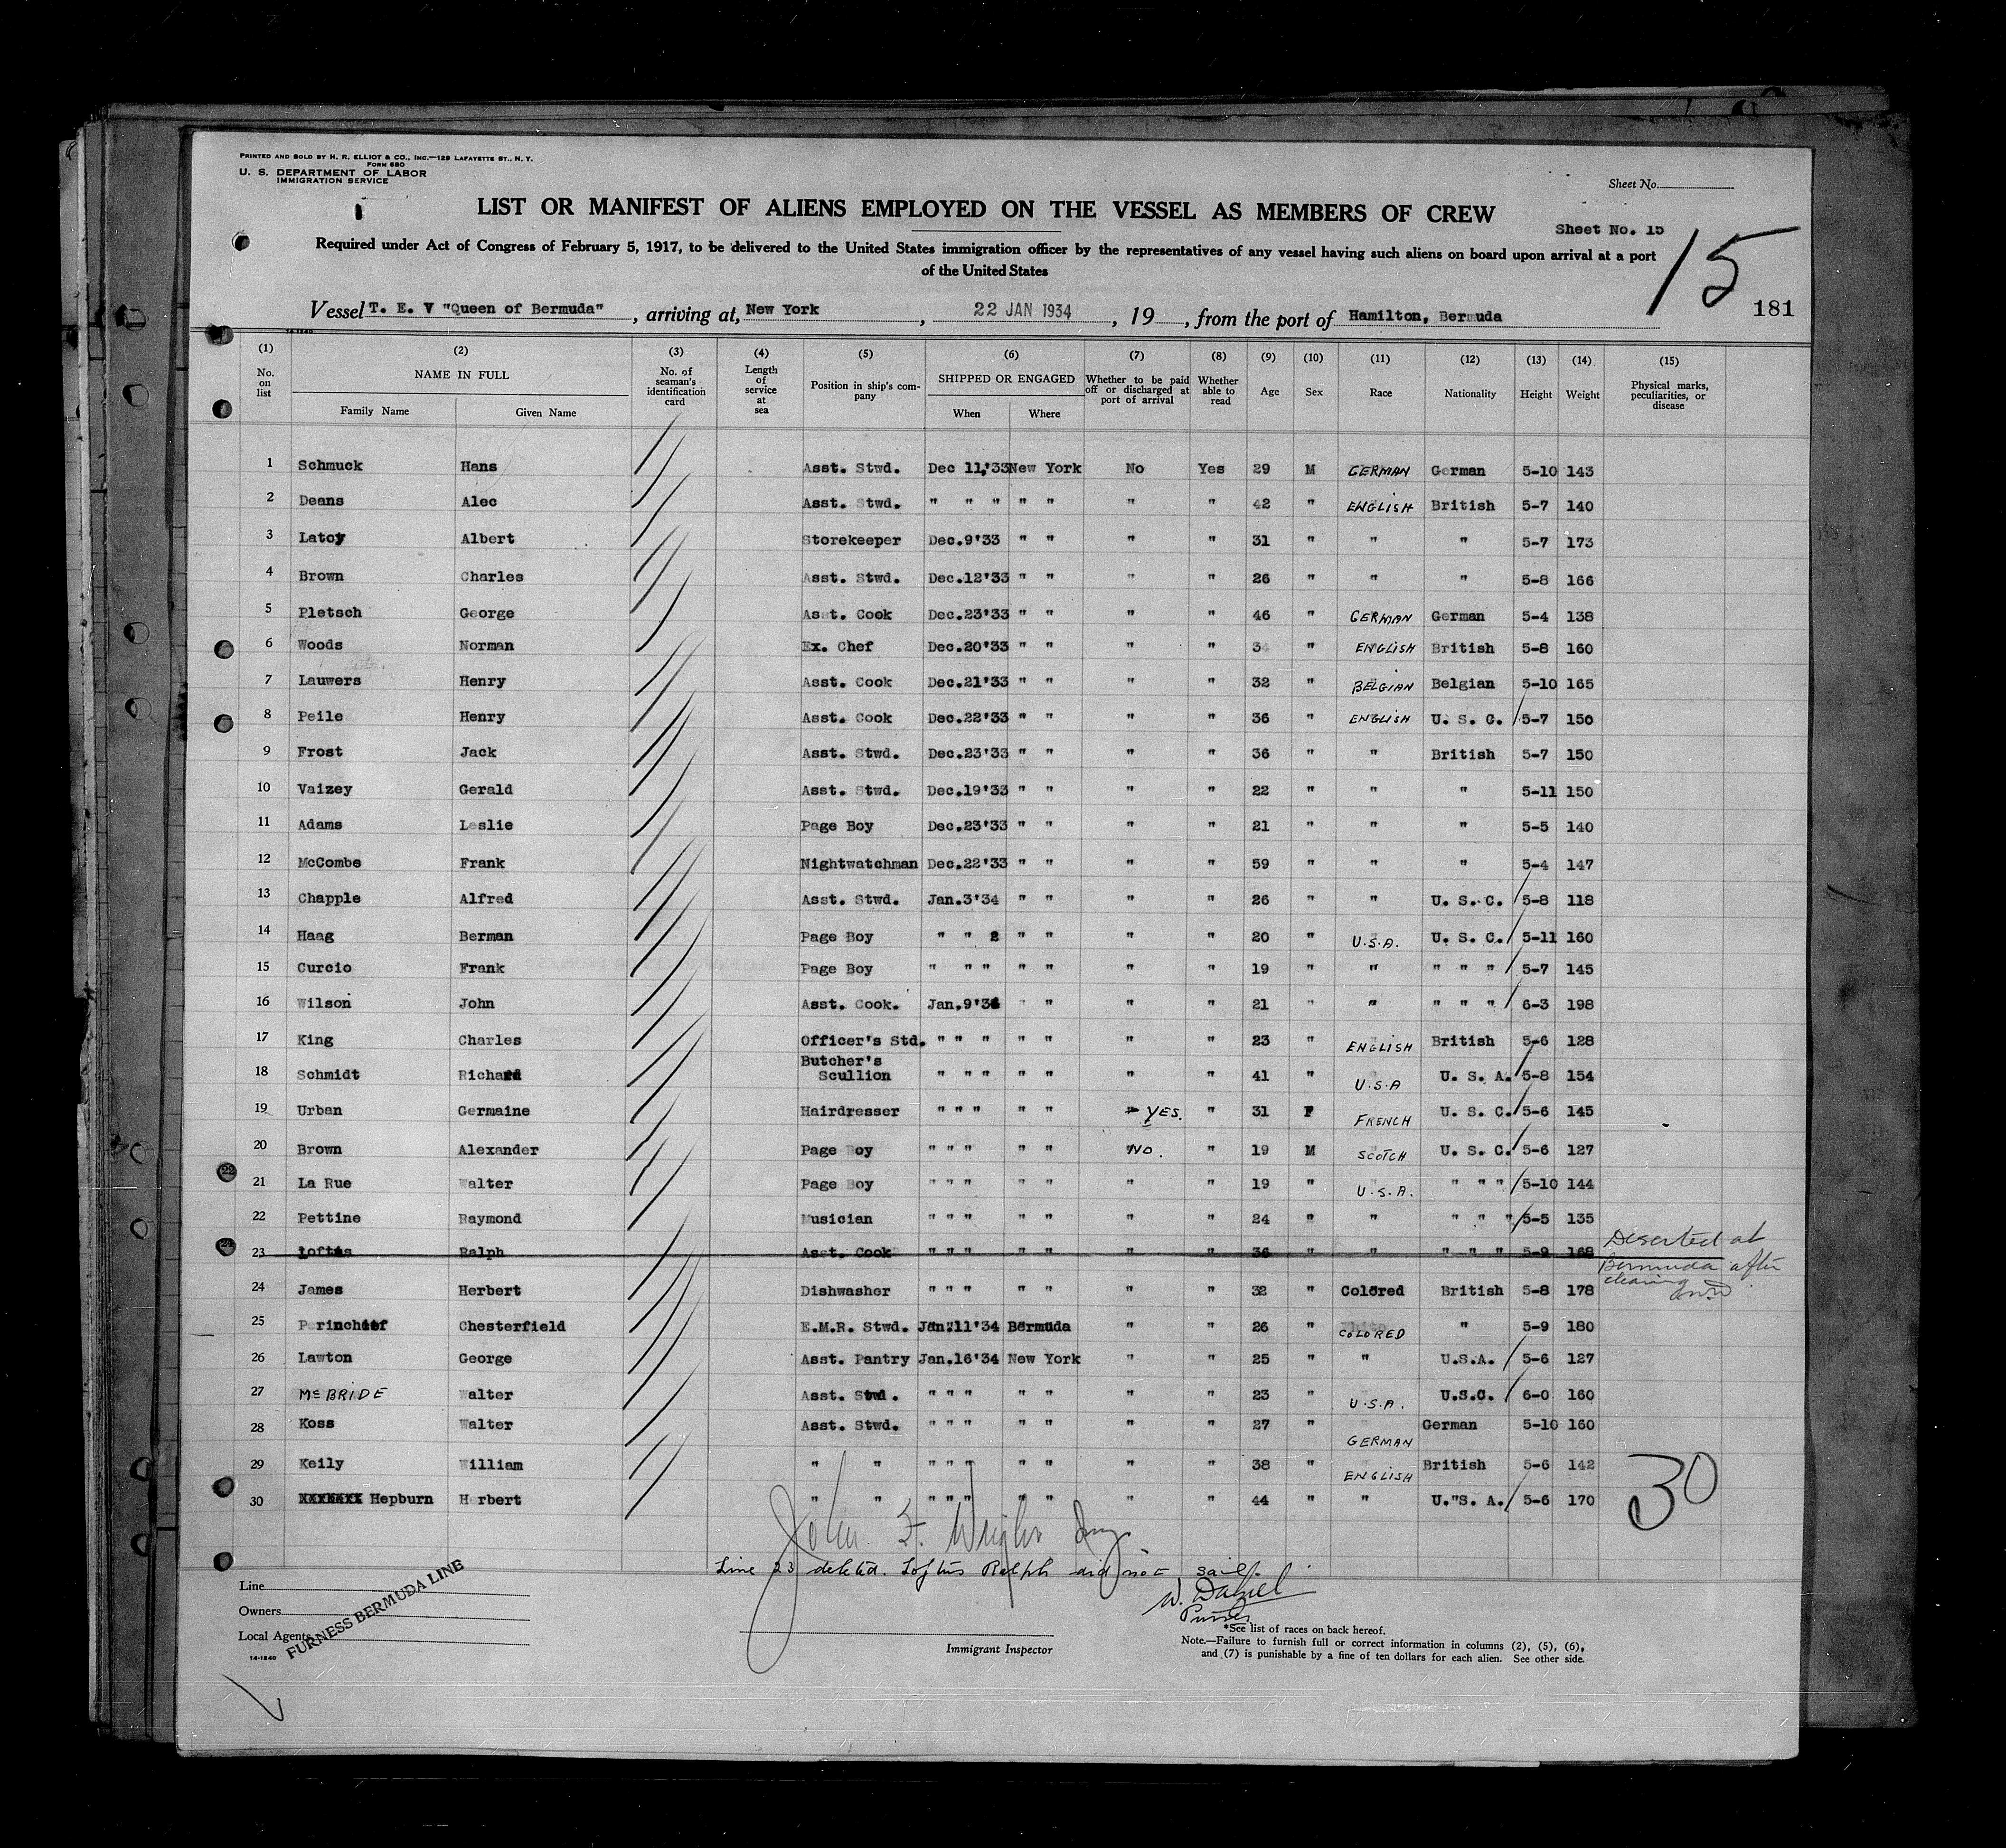 PRINTED AND SOLD BY H. R. ELLIOT & CO., INC.—129 LAFAYETTE ST., N. Y.
FORM 680
U. S. DEPARTMENT OF LABOR
IMMIGRATION SERVICE
Sheet No.
LIST OR MANIFEST OF ALIENS EMPLOYED ON THE VESSEL AS MEMBERS OF CREW
Sheet No. 15
15
Required under Act of Congress of February 5, 1917, to be delivered to the United States immigration officer by the representatives of any vessel having such aliens on board upon arrival at a port
of the United States
Vessel T. E. V "Queen of Bermuda" , arriving at, New York , 22 JAN 1934 , 19 , from the port of Hamilton, Bermuda
181
14-1240
(1) (2) (3) (4) (5) (6) (7) (8) (9) (10) (11) (12) (13) (14) (15)
No. on list NAME IN FULL Family Name Given Name No. of seaman's identification card Length of service at sea Position in ship's company SHIPPED OR ENGAGED When Where Whether to be paid off or discharged at port of arrival Whether able to read Age Sex Race Nationality Height Weight Physical marks, peculiarities, or disease
1 Schmuck Hans Asst. Stwd. Dec 11,'33 New York No Yes 29 M GERMAN German 5-10 143
2 Deans Alec Asst. Stwd. " " " " " " " 42 " ENGLISH British 5-7 140
3 Latoy Albert Storekeeper Dec.9'33 " " " " 31 " " " 5-7 173
4 Brown Charles Asst. Stwd. Dec.12'33 " " " " 26 " " " 5-8 166
5 Pletsch George Asst. Cook Dec.23'33 " " " " 46 " GERMAN German 5-4 138
6 Woods Norman Ex. Chef Dec.20'33 " " " " 34 " ENGLISH British 5-8 160
7 Lauwers Henry Asst. Cook Dec.21'33 " " " " 32 " BELGIAN Belgian 5-10 165
8 Peile Henry Asst. Cook Dec.22'33 " " " " 36 " ENGLISH U. S. C. 5-7 150
9 Frost Jack Asst. Stwd. Dec.23'33 " " " " 36 " " British 5-7 150
10 Vaizey Gerald Asst. Stwd. Dec.19'33 " " " " 22 " " " 5-11 150
11 Adams Leslie Page Boy Dec.23'33 " " " " 21 " " " 5-5 140
12 McCombe Frank Nightwatchman Dec.22'33 " " " " 59 " " " 5-4 147
13 Chapple Alfred Asst. Stwd. Jan.3'34 " " " " 26 " " U. S. C. 5-8 118
14 Haag Berman Page Boy " " 2 " " " " 20 " U.S.A. U. S. C. 5-11 160
15 Curcio Frank Page Boy " " " " " " " 19 " " " " " 5-7 145
16 Wilson John Asst. Cook. Jan.9'34 " " " " 21 " " " " " 6-3 198
17 King Charles Officer's Std. " " " " " " " 23 " ENGLISH British 5-6 128
18 Schmidt Richard Butcher's
Scullion " " " " " " " 41 " U.S.A U. S. A. 5-8 154
19 Urban Germaine Hairdresser " " " " " YES. " 31 F FRENCH U. S. C. 5-6 145
20 Brown Alexander Page Boy " " " " " NO. " 19 M SCOTCH U. S. C. 5-6 127
21 La Rue Walter Page Boy " " " " " " " 19 " U.S.A. " " " 5-10 144
22 Pettine Raymond Musician " " " " " " " 24 " " " " " 5-5 135
23 Loftus Ralph Asst. Cook " " " " " " " 36 " " " " " 5-9 168 Deserted at
Bermuda after
clearing
24 James Herbert Dishwasher " " " " " " " 32 " Colored British 5-8 178
25 Perinchief Chesterfield E.M.R. Stwd. Jan.11'34 Bermuda " " 26 " COLORED " 5-9 180
26 Lawton George Asst. Pantry Jan.16'34 New York " " 25 " " U.S.A. 5-6 127
27 McBRIDE Walter Asst. Stwd. " " " " " " " 23 " U.S.A. U.S.C. 6-0 160
28 Koss Walter Asst. Stwd. " " " " " " " 27 " GERMAN German 5-10 160
29 Keily William " " " " " " " " " 38 " ENGLISH British 5-6 142
30 Hepburn Herbert " " " " " " " " " 44 " " U. S. A. 5-6 170
30
Line 23 deleted. Loftus Ralph did not sail.
W. Daniel
Purser
Line
Owners
Local Agents
FURNESS BERMUDA LINE
14-1240
Immigrant Inspector
*See list of races on back hereof.
Note.—Failure to furnish full or correct information in columns (2), (5), (6),
and (7) is punishable by a fine of ten dollars for each alien. See other side.